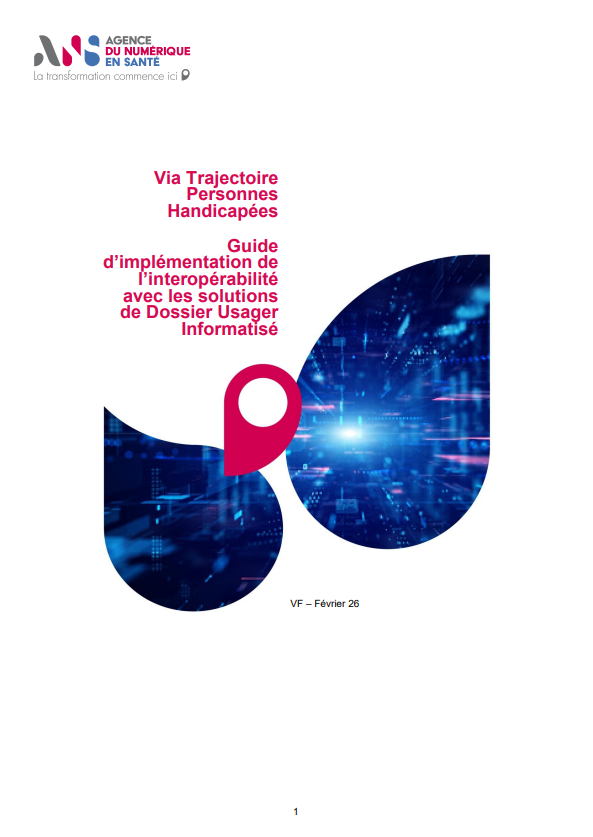 AGENCE
DU NUMÉRIQUE
EN SANTÉ
La transformation commence ici
Via Trajectoire
Personnes
Handicapées
Guide
d’implémentation de
l’interopérabilité
avec les solutions
de Dossier Usager
Informatisé
VF – Février 26
1